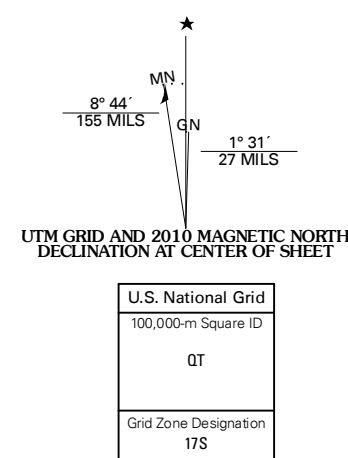 ★
MN
8° 44´
155 MILS
GN
1° 31´
27 MILS
UTM GRID AND 2010 MAGNETIC NORTH
DECLINATION AT CENTER OF SHEET
U.S. National Grid
100,000-m Square ID
QT
Grid Zone Designation
17S